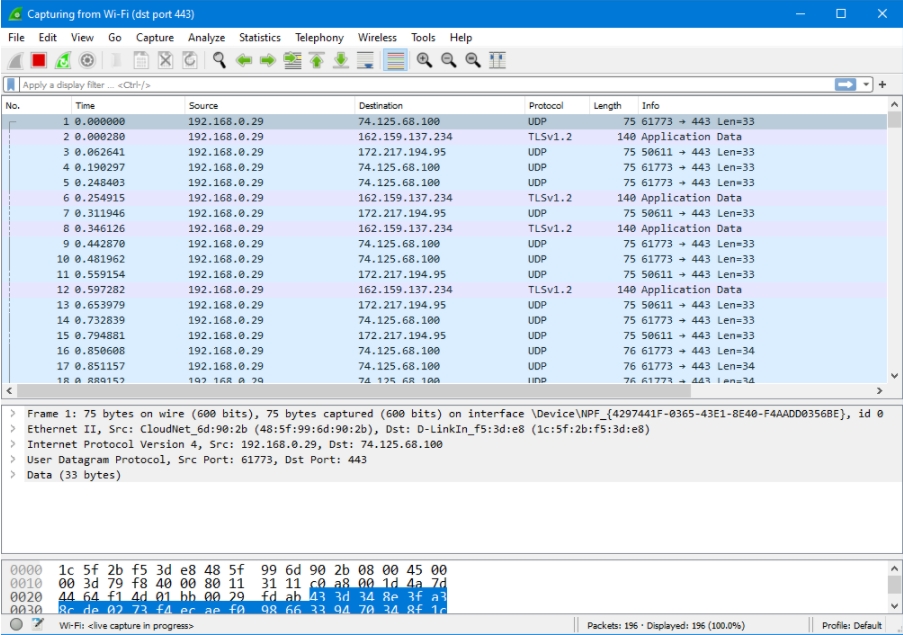 Capturing from Wi-Fi (dst port 443)
File Edit View Go Capture Analyze Statistics Telephony Wireless Tools Help
Apply a display filter ... <Ctrl-/>
No. Time Source Destination Protocol Length Info
1 0.000000 192.168.0.29 74.125.68.100 UDP 75 61773 → 443 Len=33
2 0.000280 192.168.0.29 162.159.137.234 TLSv1.2 140 Application Data
3 0.062641 192.168.0.29 172.217.194.95 UDP 75 50611 → 443 Len=33
4 0.190297 192.168.0.29 74.125.68.100 UDP 75 61773 → 443 Len=33
5 0.248403 192.168.0.29 74.125.68.100 UDP 75 61773 → 443 Len=33
6 0.254915 192.168.0.29 162.159.137.234 TLSv1.2 140 Application Data
7 0.311946 192.168.0.29 172.217.194.95 UDP 75 50611 → 443 Len=33
8 0.346126 192.168.0.29 162.159.137.234 TLSv1.2 140 Application Data
9 0.442870 192.168.0.29 74.125.68.100 UDP 75 61773 → 443 Len=33
10 0.481962 192.168.0.29 74.125.68.100 UDP 75 61773 → 443 Len=33
11 0.559154 192.168.0.29 172.217.194.95 UDP 75 50611 → 443 Len=33
12 0.597282 192.168.0.29 162.159.137.234 TLSv1.2 140 Application Data
13 0.653979 192.168.0.29 172.217.194.95 UDP 75 50611 → 443 Len=33
14 0.732839 192.168.0.29 74.125.68.100 UDP 75 61773 → 443 Len=33
15 0.794881 192.168.0.29 172.217.194.95 UDP 75 50611 → 443 Len=33
16 0.850608 192.168.0.29 74.125.68.100 UDP 76 61773 → 443 Len=34
17 0.851157 192.168.0.29 74.125.68.100 UDP 76 61773 → 443 Len=34
18 0.889152 192.168.0.29 74.125.68.100 UDP 76 61773 → 443 Len=34
Frame 1: 75 bytes on wire (600 bits), 75 bytes captured (600 bits) on interface \Device\NPF_{4297441F-0365-43E1-8E40-F4AADD0356BE}, id 0
Ethernet II, Src: CloudNet_6d:90:2b (48:5f:99:6d:90:2b), Dst: D-LinkIn_f5:3d:e8 (1c:5f:2b:f5:3d:e8)
Internet Protocol Version 4, Src: 192.168.0.29, Dst: 74.125.68.100
User Datagram Protocol, Src Port: 61773, Dst Port: 443
Data (33 bytes)
0000 1c 5f 2b f5 3d e8 48 5f 99 6d 90 2b 08 00 45 00
0010 00 3d 79 f8 40 00 80 11 31 11 c0 a8 00 1d 4a 7d
0020 44 64 f1 4d 01 bb 00 29 fd ab 43 3d 34 8e 3f a3
0030 8c de 02 73 f4 ec ae f0 98 66 33 94 70 34 8f 1c
Wi-Fi: <live capture in progress> Packets: 196 · Displayed: 196 (100.0%) Profile: Default